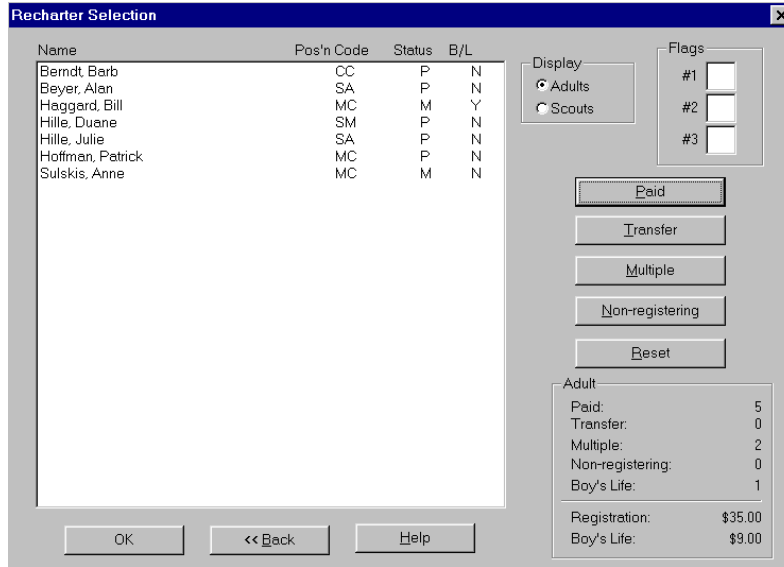 Recharter Selection
Name Pos'n Code Status B/L
Berndt, Barb CC P N
Beyer, Alan SA P N
Haggard, Bill MC M Y
Hille, Duane SM P N
Hille, Julie SA P N
Hoffman, Patrick MC P N
Sulskis, Anne MC M N
Display
Adults
Scouts
Flags
#1
#2
#3
Paid
Transfer
Multiple
Non-registering
Reset
Adult
Paid: 5
Transfer: 0
Multiple: 2
Non-registering: 0
Boy's Life: 1
Registration: $35.00
Boy's Life: $9.00
OK
<< Back
Help